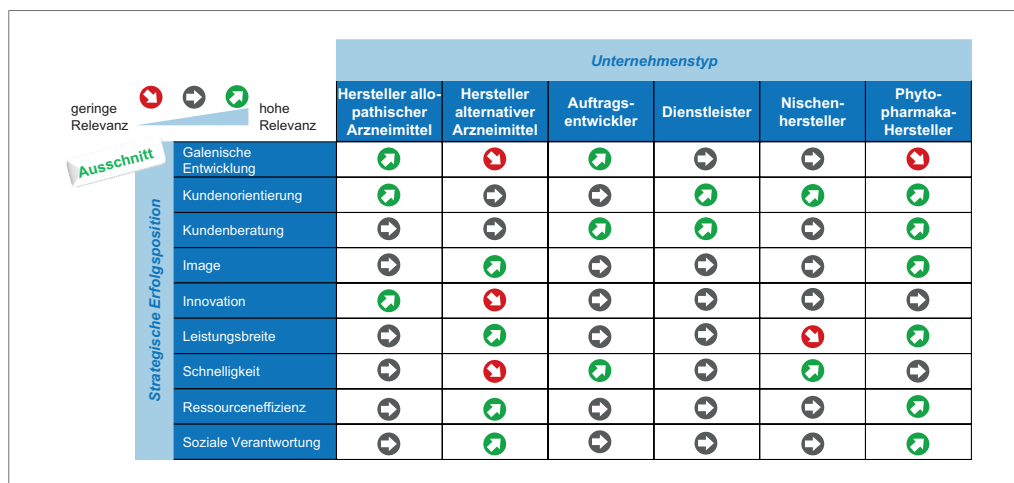 Unternehmenstyp
geringe
Relevanz
hohe
Relevanz
Hersteller allo-
pathischer
Arzneimittel
Hersteller
alternativer
Arzneimittel
Auftrags-
entwickler
Dienstleister
Nischen-
hersteller
Phyto-
pharmaka-
Hersteller
Ausschnitt
Strategische Erfolgsposition
Galenische
Entwicklung
Kundenorientierung
Kundenberatung
Image
Innovation
Leistungsbreite
Schnelligkeit
Ressourceneffizienz
Soziale Verantwortung